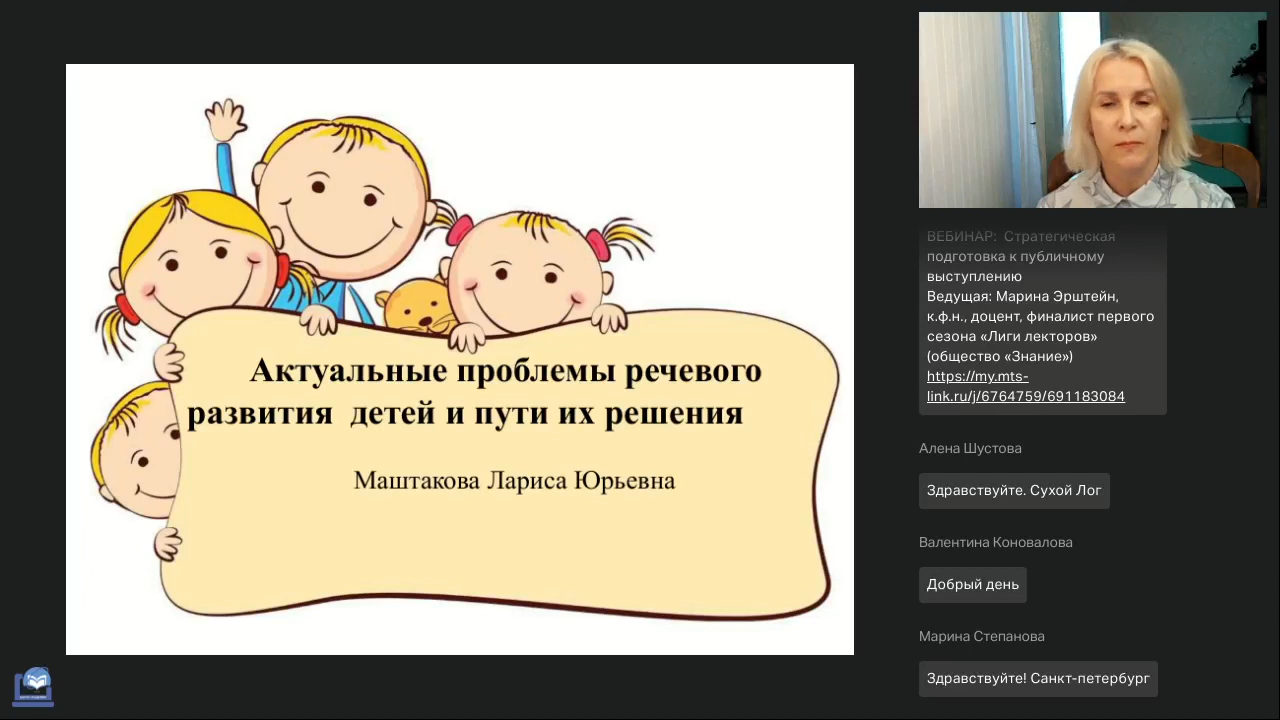 Актуальные проблемы речевого
развития детей и пути их решения
Маштакова Лариса Юрьевна
ВЕБИНАР: Стратегическая
подготовка к публичному
выступлению
Ведущая: Марина Эрштейн,
к.ф.н., доцент, финалист первого
сезона «Лиги лекторов»
(общество «Знание»)
https://my.mts-
link.ru/j/6764759/691183084
Алена Шустова
Здравствуйте. Сухой Лог
Валентина Коновалова
Добрый день
Марина Степанова
Здравствуйте! Санкт-петербург